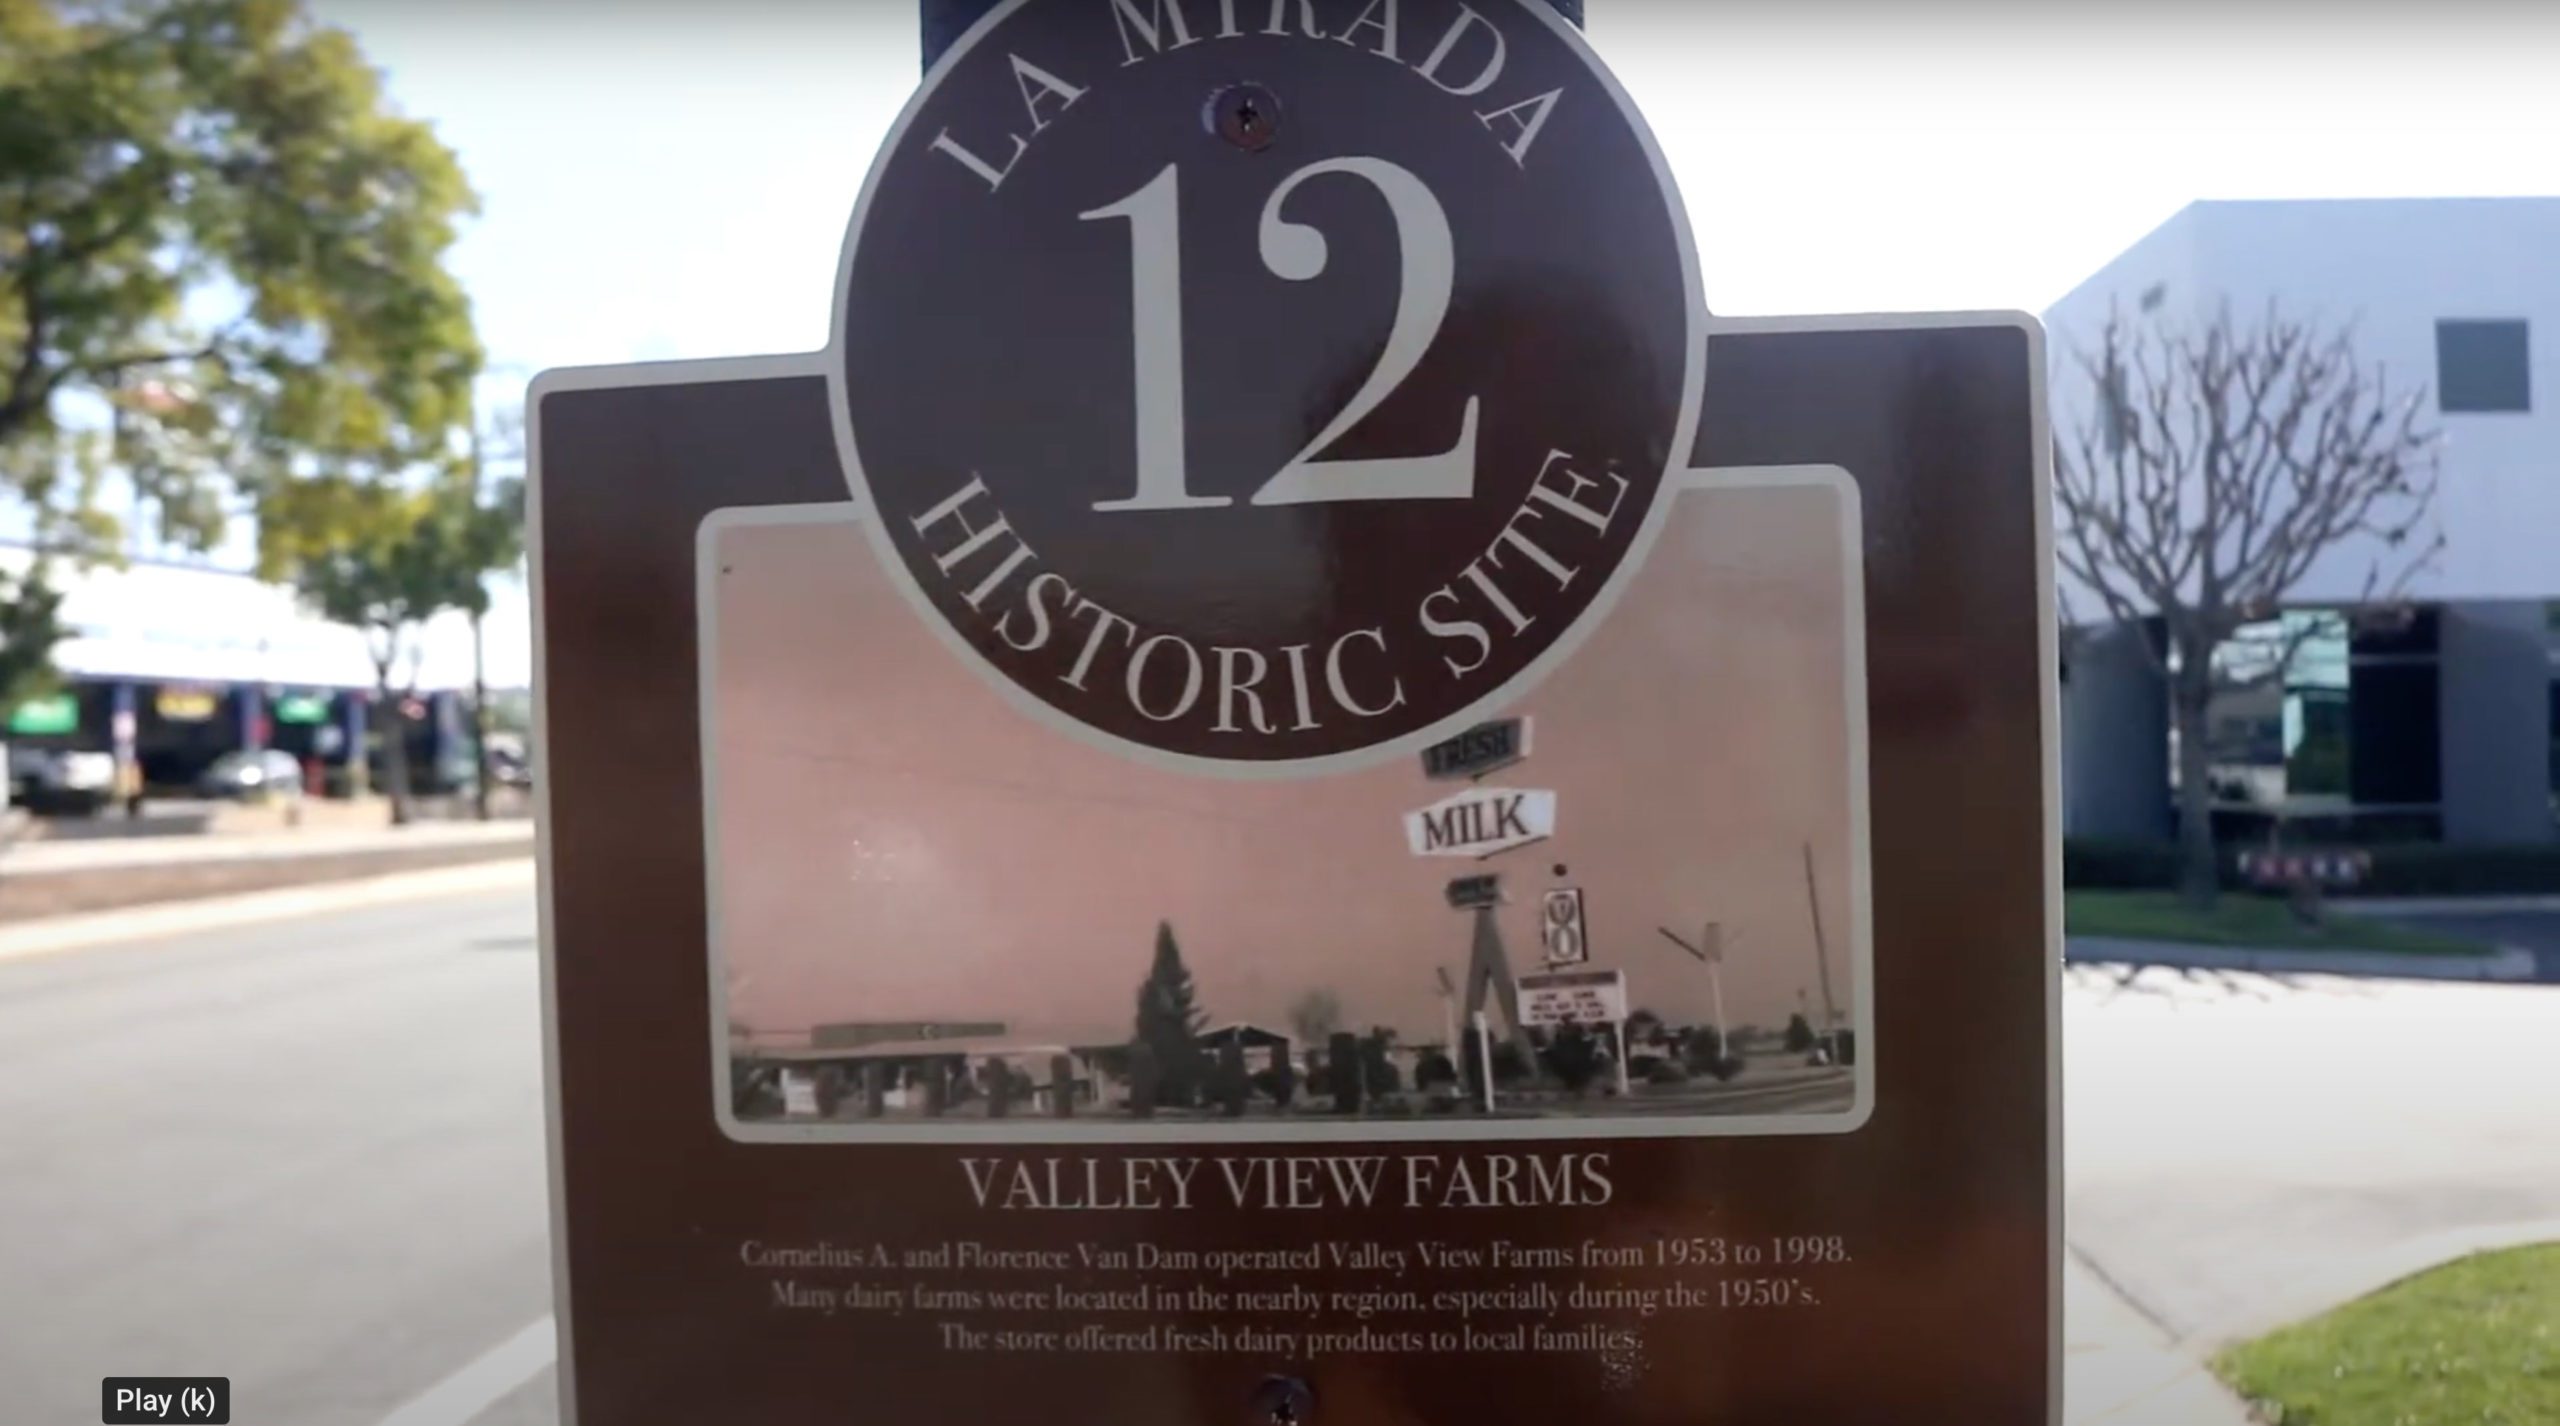 LA MIRADA
12
HISTORIC SITE
FRESH
MILK
VALLEY VIEW FARMS
Cornelius A. and Florence Van Dam operated Valley View Farms from 1953 to 1998.
Many dairy farms were located in the nearby region, especially during the 1950's.
The store offered fresh dairy products to local families.
Play (k)